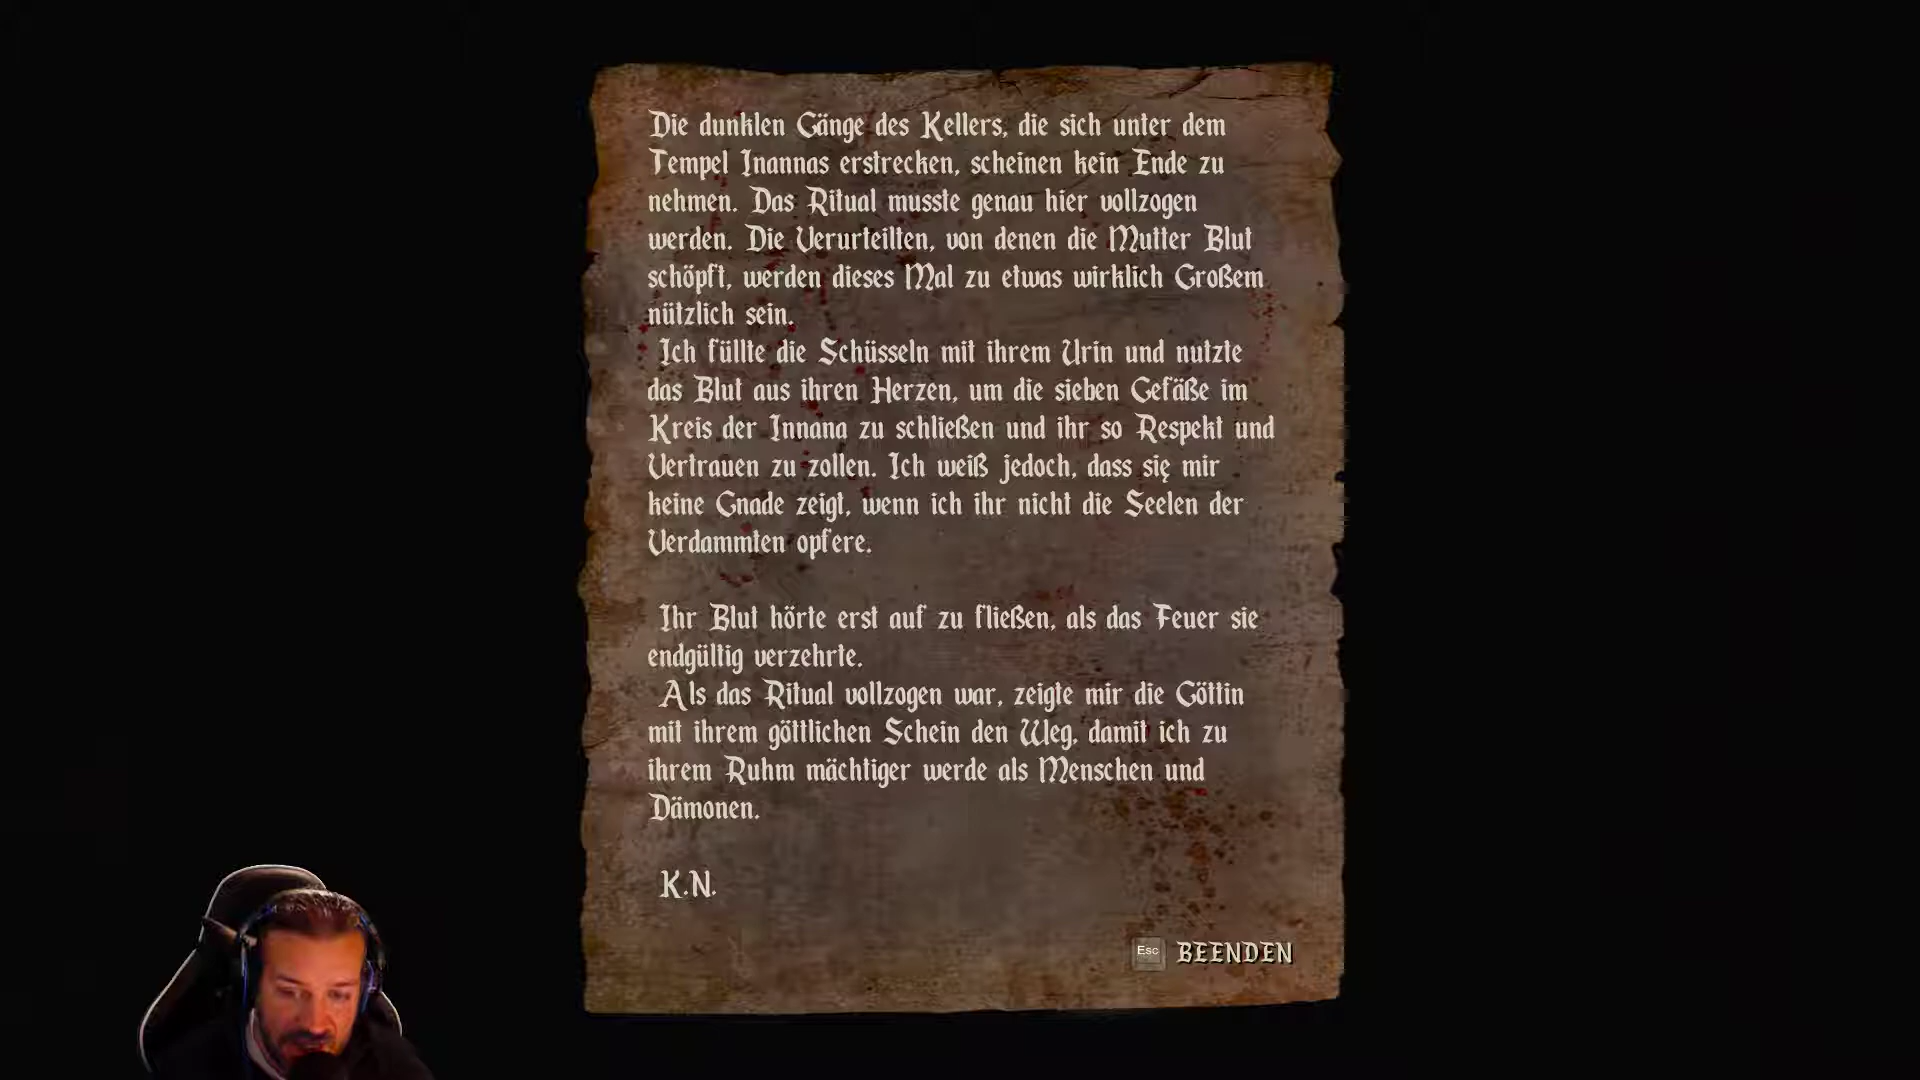 Die dunklen Gänge des Kellers, die sich unter dem
Tempel Inannas erstrecken, scheinen kein Ende zu
nehmen. Das Ritual musste genau hier vollzogen
werden. Die Verurteilten, von denen die Mutter Blut
schöpft, werden dieses Mal zu etwas wirklich Großem
nützlich sein.
Ich füllte die Schüsseln mit ihrem Urin und nutzte
das Blut aus ihren Herzen, um die sieben Gefäße im
Kreis der Innana zu schließen und ihr so Respekt und
Vertrauen zu zollen. Ich weiß jedoch, dass się mir
keine Gnade zeigt, wenn ich ihr nicht die Seelen der
Verdammten opfere.
Ihr Blut hörte erst auf zu fließen, als das Feuer sie
endgültig verzehrte.
Als das Ritual vollzogen war, zeigte mir die Göttin
mit ihrem göttlichen Schein den Weg, damit ich zu
ihrem Ruhm mächtiger werde als Menschen und
Dämonen.
K.N.
Esc BEENDEN